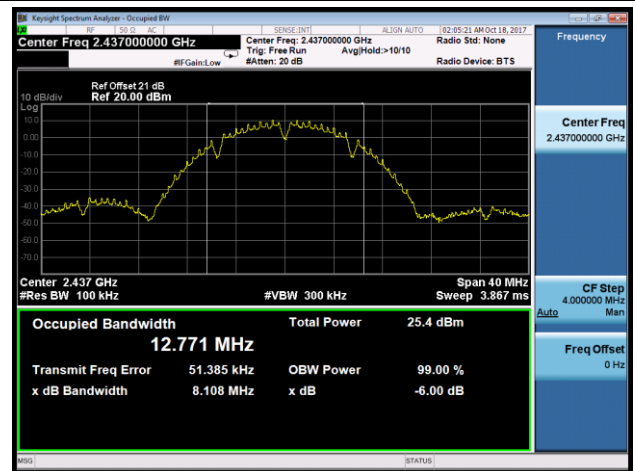 Keysight Spectrum Analyzer - Occupied BW
RF 50 Ω AC SENSE:INT ALIGN AUTO 02:05:21 AM Oct 18, 2017
Center Freq 2.437000000 GHz
Center Freq: 2.437000000 GHz Radio Std: None
Trig: Free Run Avg|Hold:>10/10
#IFGain:Low #Atten: 20 dB Radio Device: BTS
Frequency
Ref Offset 21 dB
10 dB/div Ref 20.00 dBm
Log
10.0
0.00
-10.0
-20.0
-30.0
-40.0
-50.0
-60.0
-70.0
Center 2.437 GHz Span 40 MHz
#Res BW 100 kHz #VBW 300 kHz Sweep 3.867 ms
Occupied Bandwidth Total Power 25.4 dBm
12.771 MHz
Transmit Freq Error 51.385 kHz OBW Power 99.00 %
x dB Bandwidth 8.108 MHz x dB -6.00 dB
Center Freq
2.437000000 GHz
CF Step
4.000000 MHz
Auto Man
Freq Offset
0 Hz
MSG STATUS